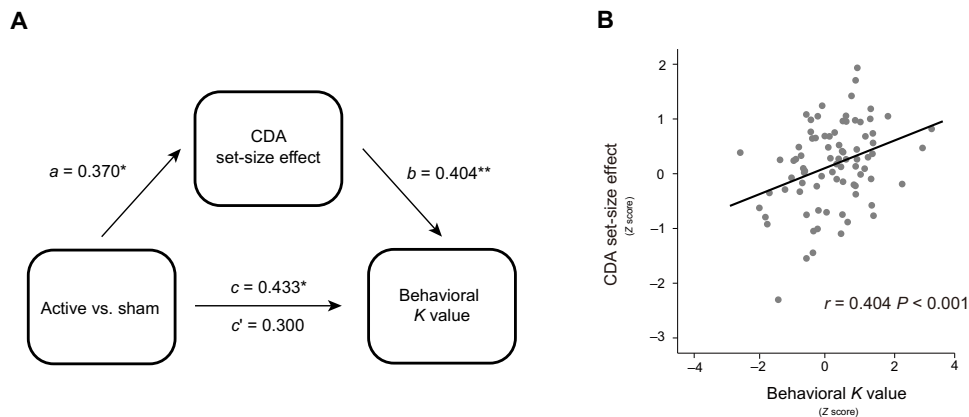 A
CDA
set-size effect
a = 0.370*
b = 0.404**
Active vs. sham
c = 0.433*
c' = 0.300
Behavioral
K value
B
CDA set-size effect
(Z score)
2
1
0
−1
−2
−3
r = 0.404 P < 0.001
−4
−2
0
2
4
Behavioral K value
(Z score)